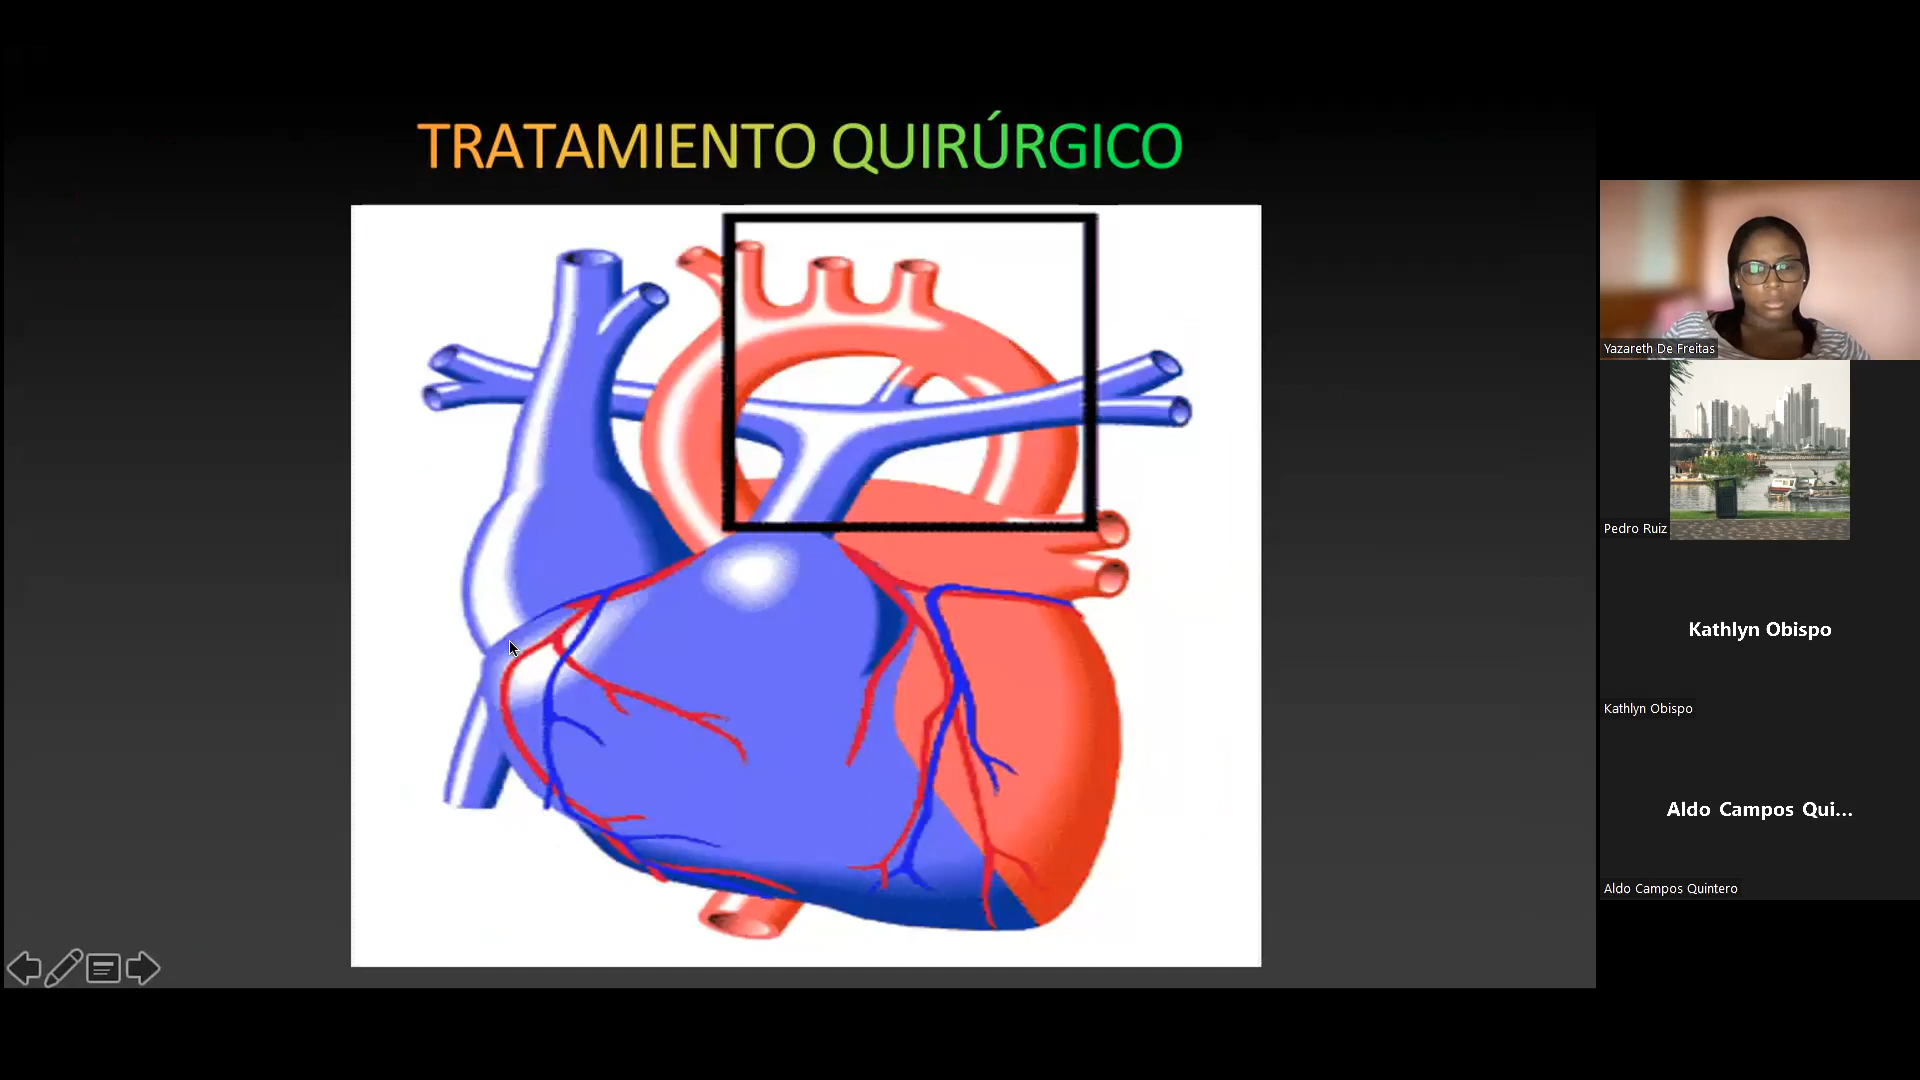 TRATAMIENTO QUIRÚRGICO
Yazareth De Freitas
Pedro Ruiz
Kathlyn Obispo
Kathlyn Obispo
Aldo Campos Qui...
Aldo Campos Quintero